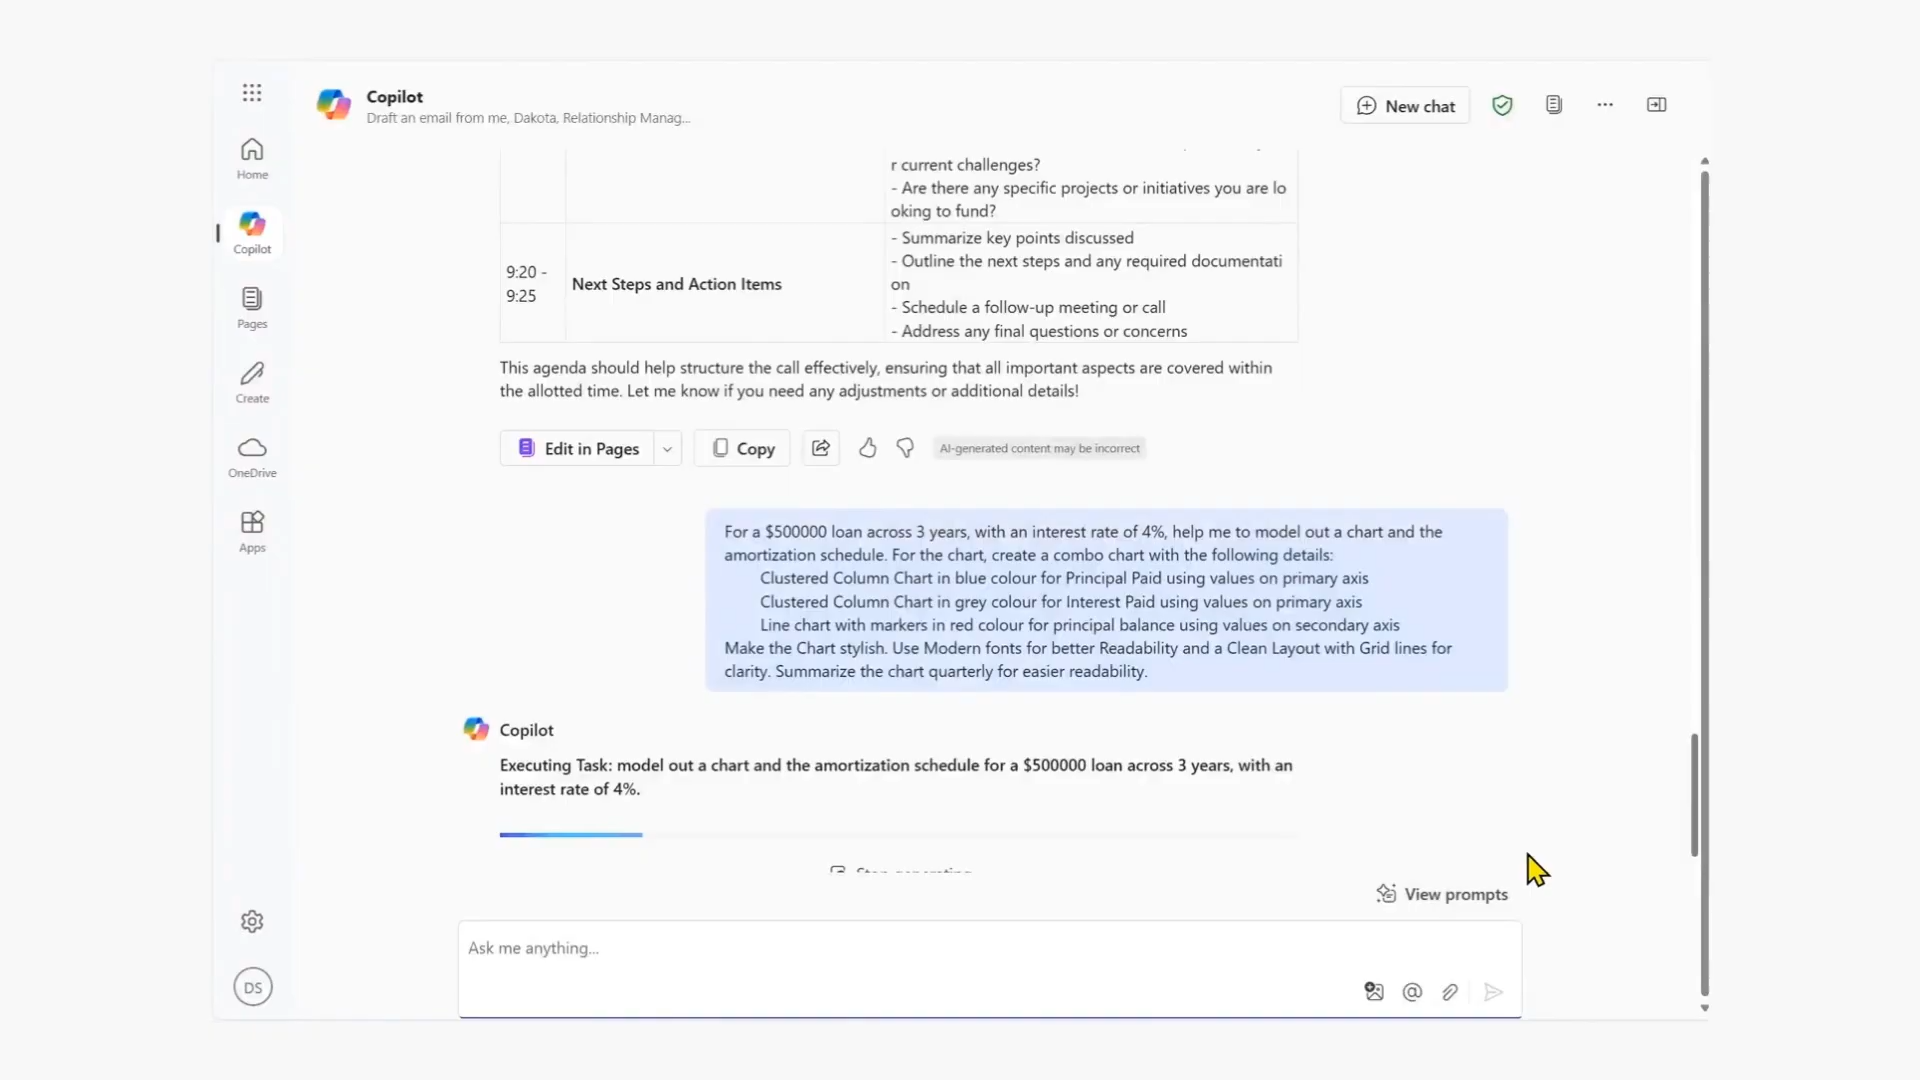 Copilot
Draft an email from me, Dakota, Relationship Manag...
New chat
Home
Copilot
Pages
Create
OneDrive
Apps
DS
r current challenges?
- Are there any specific projects or initiatives you are lo
oking to fund?
9:20 -
9:25
Next Steps and Action Items
- Summarize key points discussed
- Outline the next steps and any required documentati
on
- Schedule a follow-up meeting or call
- Address any final questions or concerns
This agenda should help structure the call effectively, ensuring that all important aspects are covered within
the allotted time. Let me know if you need any adjustments or additional details!
Edit in Pages
Copy
AI-generated content may be incorrect
For a $500000 loan across 3 years, with an interest rate of 4%, help me to model out a chart and the
amortization schedule. For the chart, create a combo chart with the following details:
Clustered Column Chart in blue colour for Principal Paid using values on primary axis
Clustered Column Chart in grey colour for Interest Paid using values on primary axis
Line chart with markers in red colour for principal balance using values on secondary axis
Make the Chart stylish. Use Modern fonts for better Readability and a Clean Layout with Grid lines for
clarity. Summarize the chart quarterly for easier readability.
Copilot
Executing Task: model out a chart and the amortization schedule for a $500000 loan across 3 years, with an
interest rate of 4%.
Stop generating
View prompts
Ask me anything...